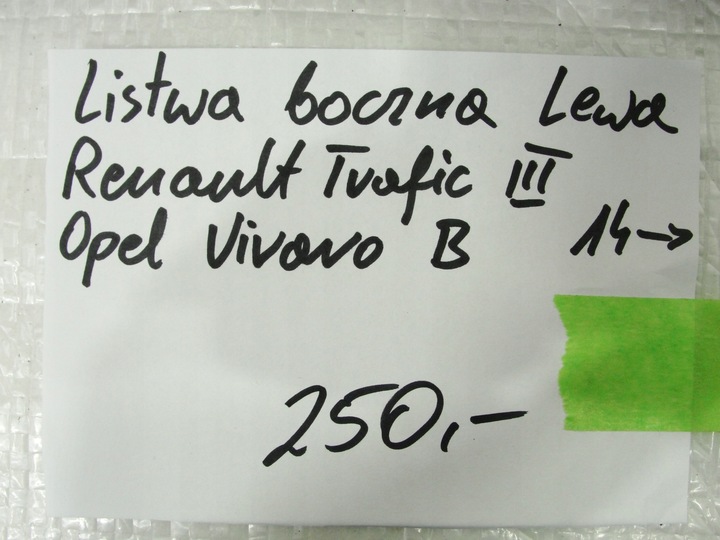 Listwa boczna Lewa
Renault Trafic III
Opel Vivaro B 14→
250,-